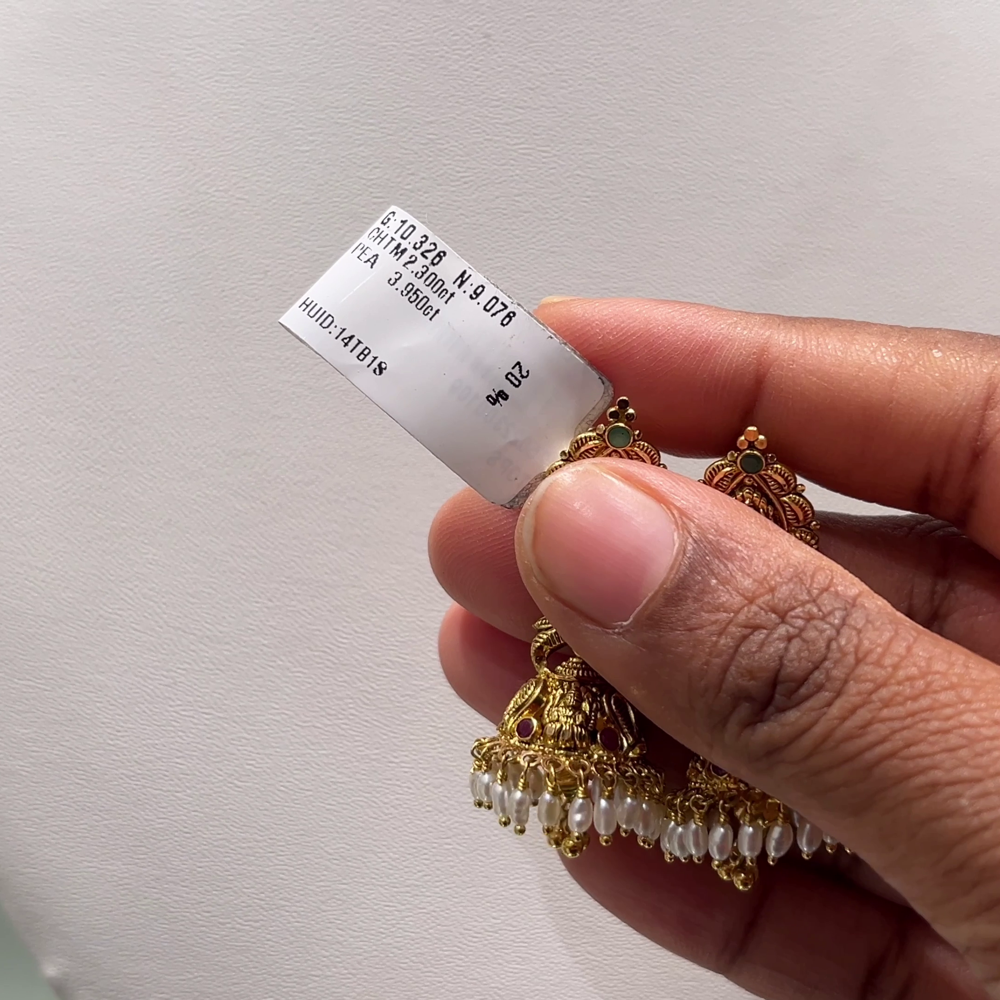 G:10.326 N:9.076
CHTM 2.300ct
PEA 3.950ct
HUID:14TB18
20%